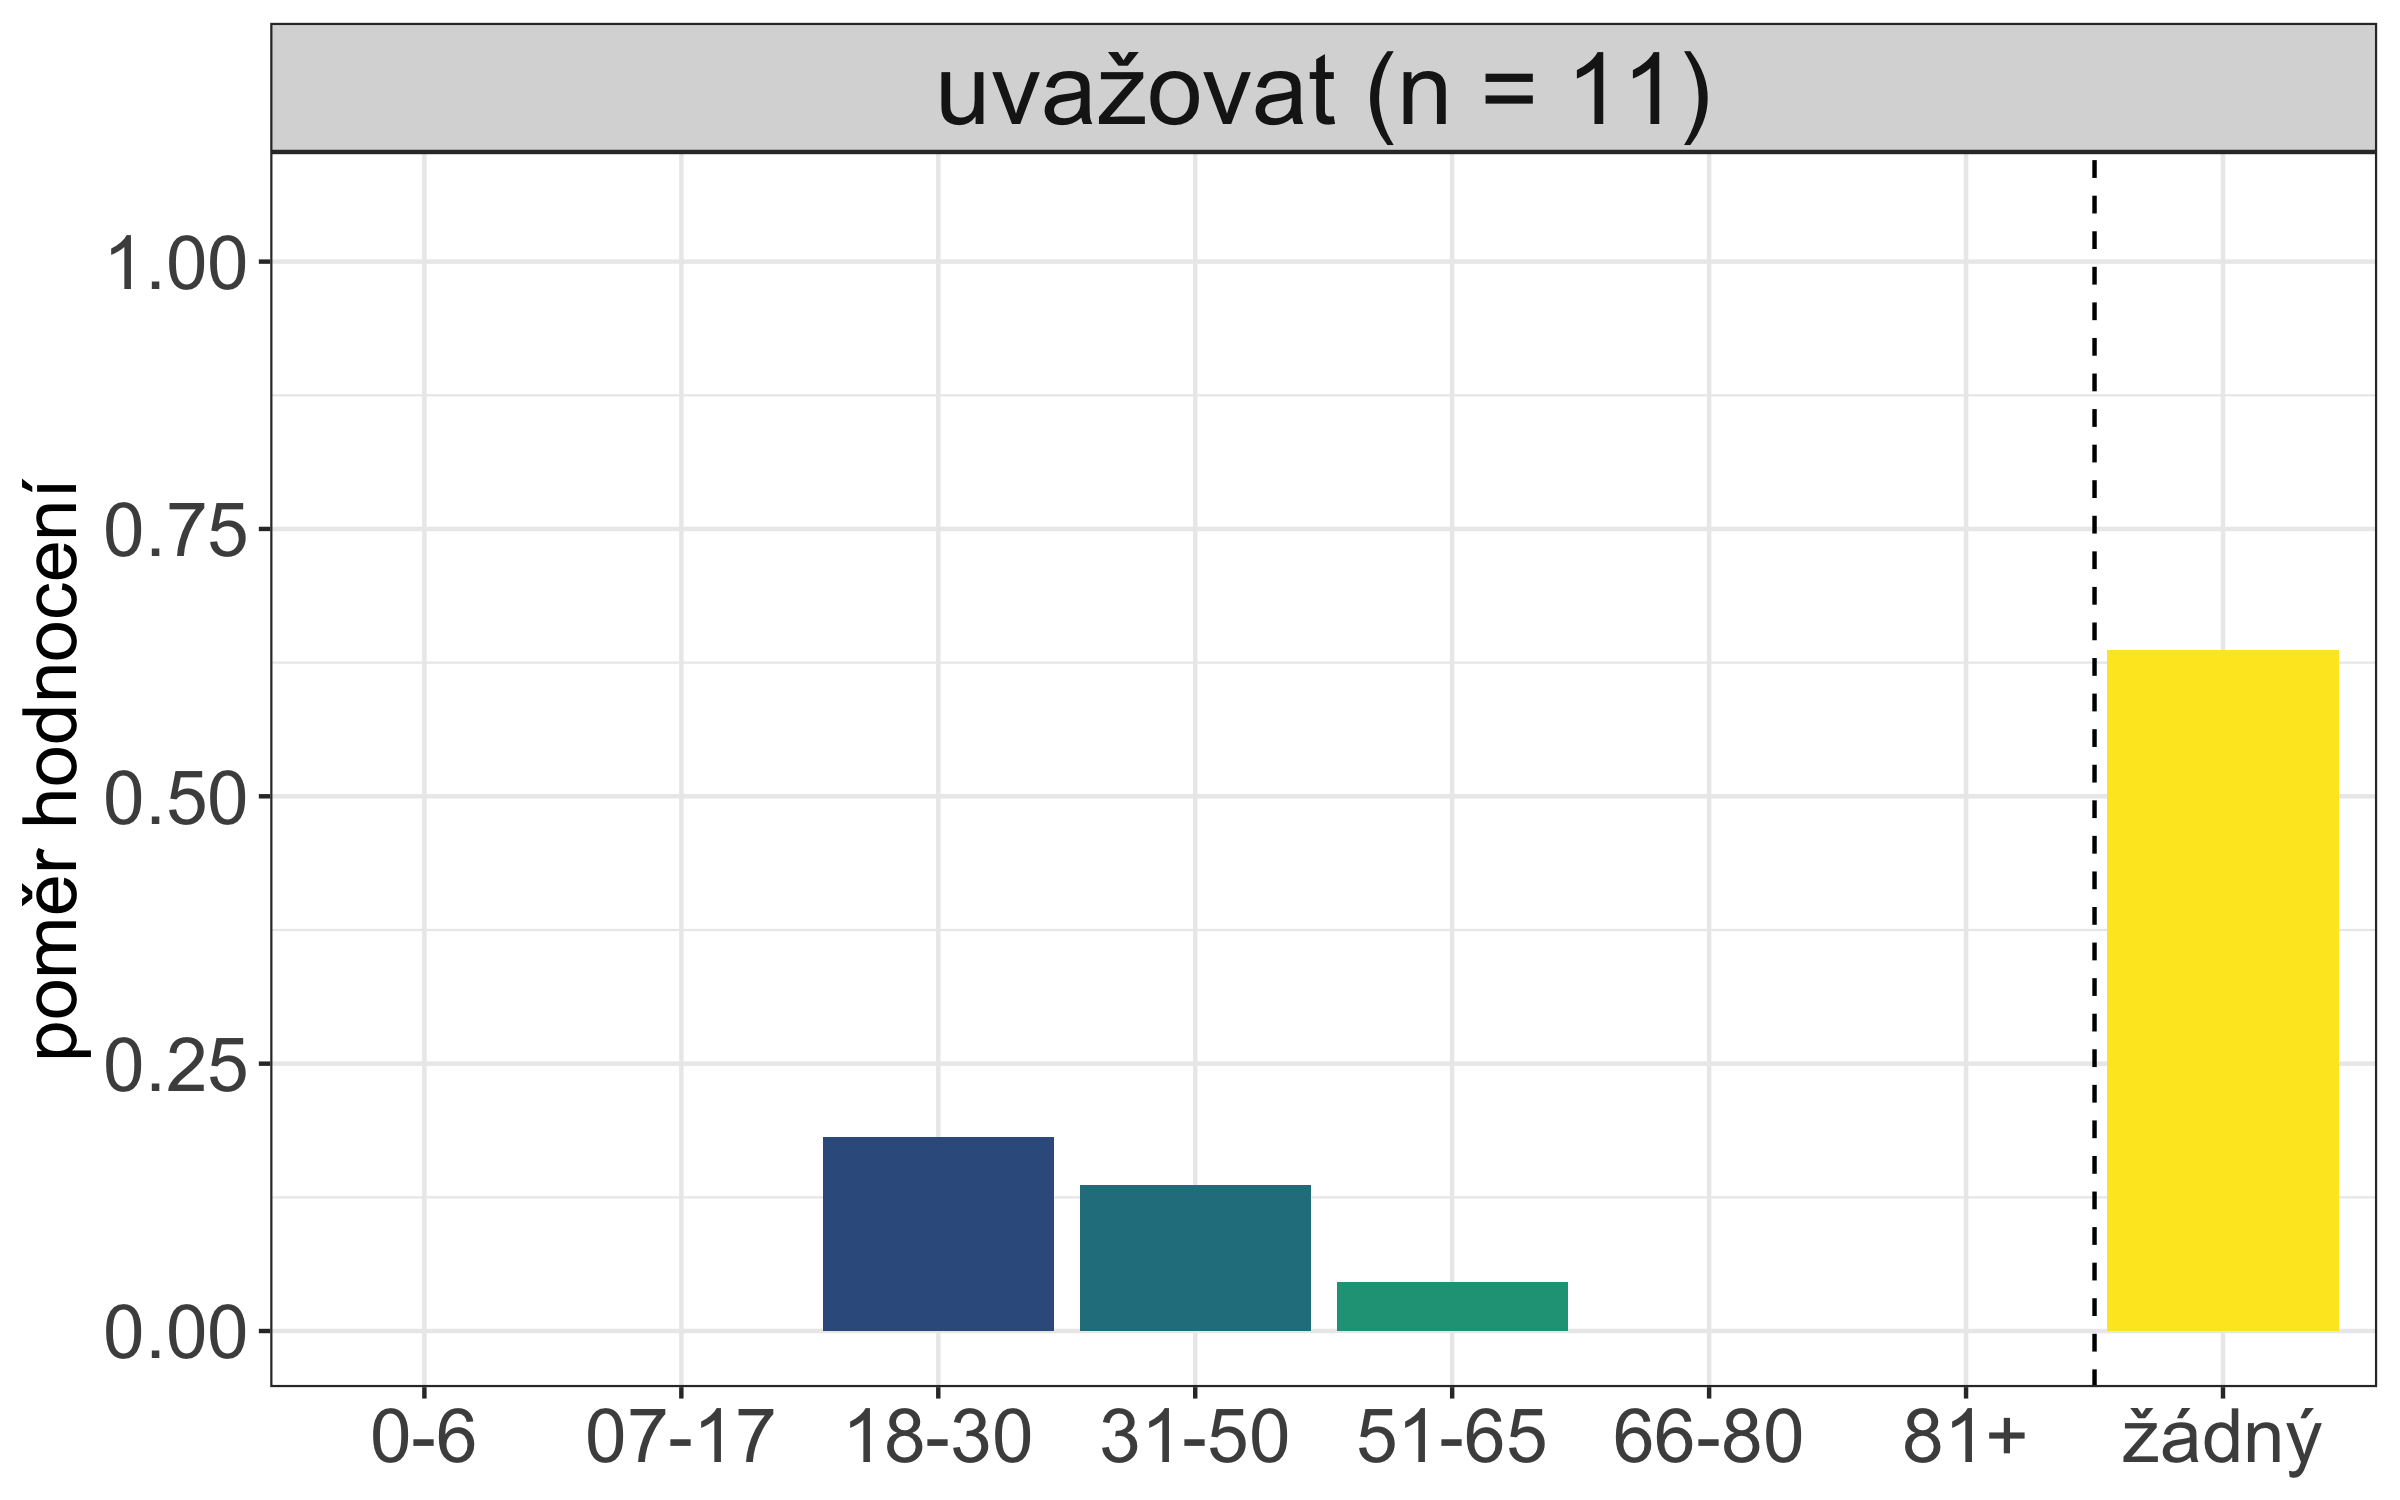 uvažovat (n = 11)
poměr hodnocení
1.00
0.75
0.50
0.25
0.00
0-6 07-17 18-30 31-50 51-65 66-80 81+ žádný